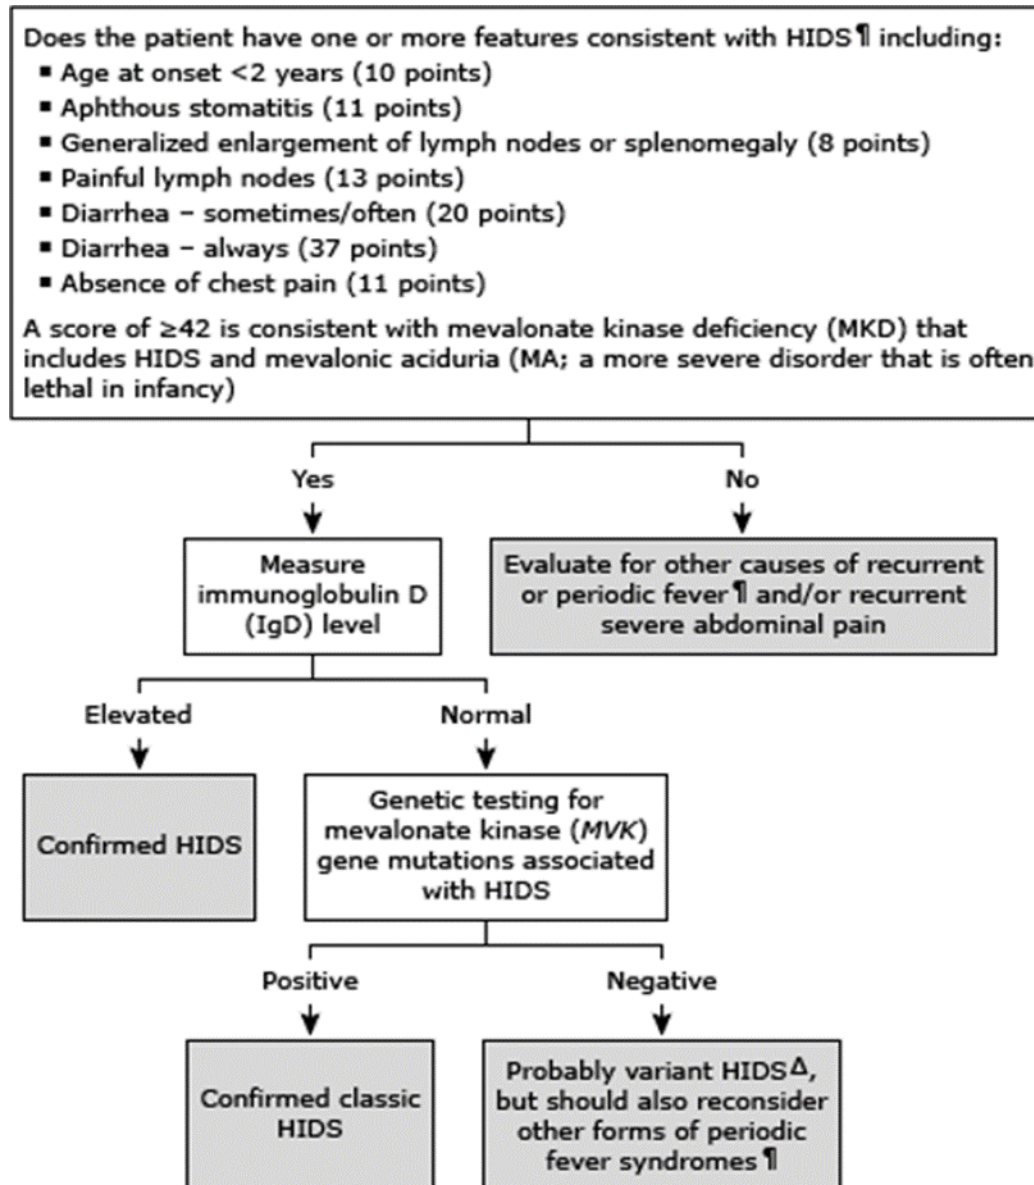 Does the patient have one or more features consistent with HIDS¶ including:
▪ Age at onset <2 years (10 points)
▪ Aphthous stomatitis (11 points)
▪ Generalized enlargement of lymph nodes or splenomegaly (8 points)
▪ Painful lymph nodes (13 points)
▪ Diarrhea – sometimes/often (20 points)
▪ Diarrhea – always (37 points)
▪ Absence of chest pain (11 points)
A score of ≥42 is consistent with mevalonate kinase deficiency (MKD) that
includes HIDS and mevalonic aciduria (MA; a more severe disorder that is often
lethal in infancy)
Yes
No
Measure
immunoglobulin D
(IgD) level
Evaluate for other causes of recurrent
or periodic fever¶ and/or recurrent
severe abdominal pain
Elevated
Normal
Confirmed HIDS
Genetic testing for
mevalonate kinase (MVK)
gene mutations associated
with HIDS
Positive
Negative
Confirmed classic
HIDS
Probably variant HIDSΔ,
but should also reconsider
other forms of periodic
fever syndromes¶